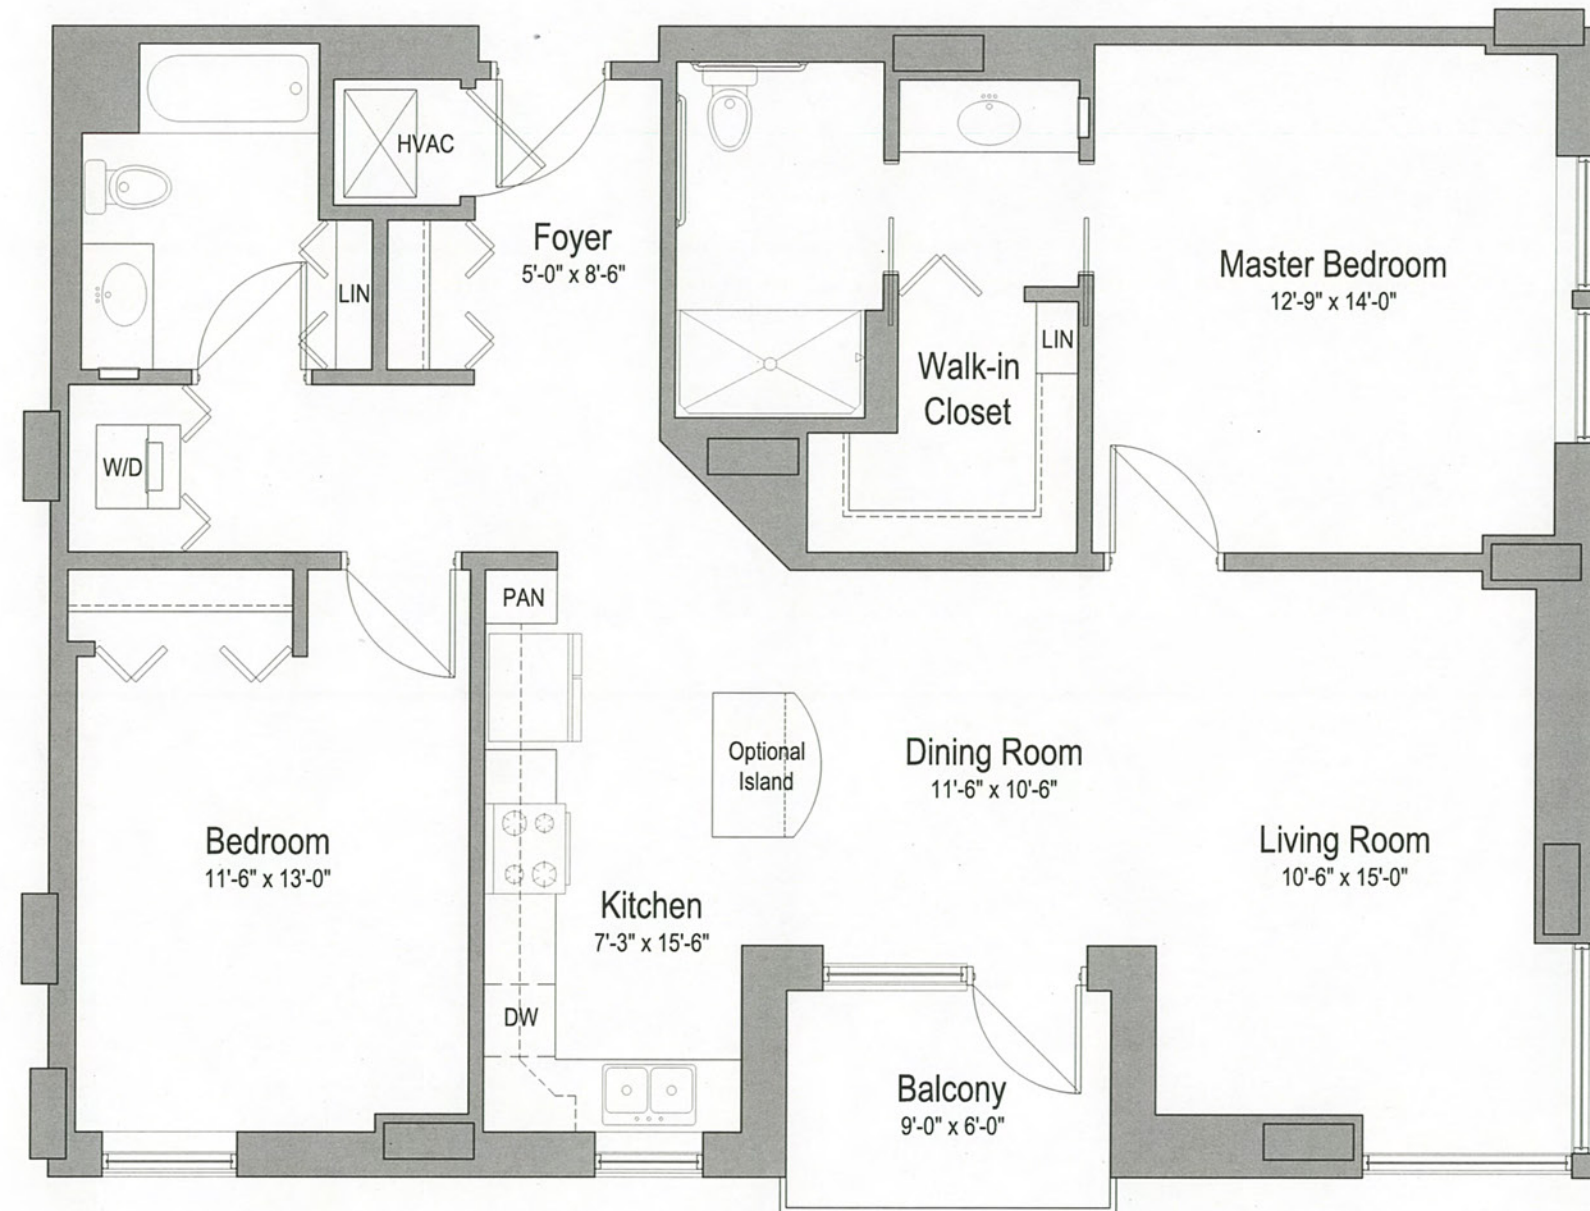 HVAC
Foyer
5'-0" x 8'-6"
LIN
Master Bedroom
12'-9" x 14'-0"
LIN
Walk-in
Closet
W/D
PAN
Optional
Island
Dining Room
11'-6" x 10'-6"
Bedroom
11'-6" x 13'-0"
Living Room
10'-6" x 15'-0"
Kitchen
7'-3" x 15'-6"
DW
Balcony
9'-0" x 6'-0"